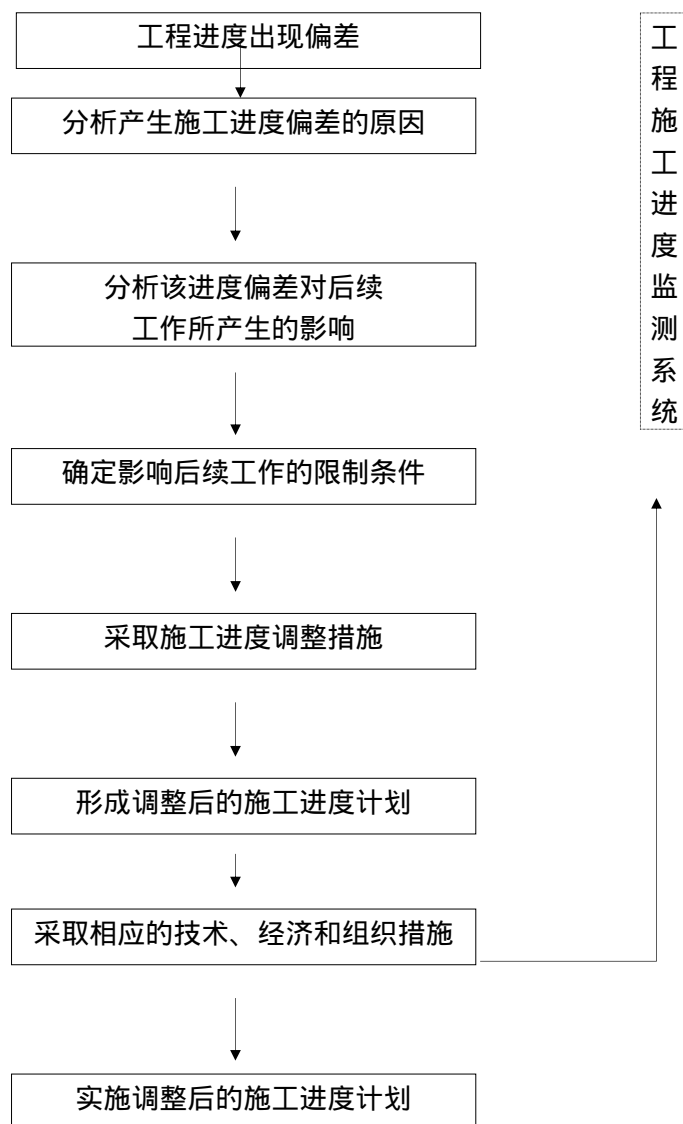 工程进度出现偏差
分析产生施工进度偏差的原因
分析该进度偏差对后续
工作所产生的影响
确定影响后续工作的限制条件
采取施工进度调整措施
形成调整后的施工进度计划
采取相应的技术、经济和组织措施
实施调整后的施工进度计划
工程施工进度监测系统